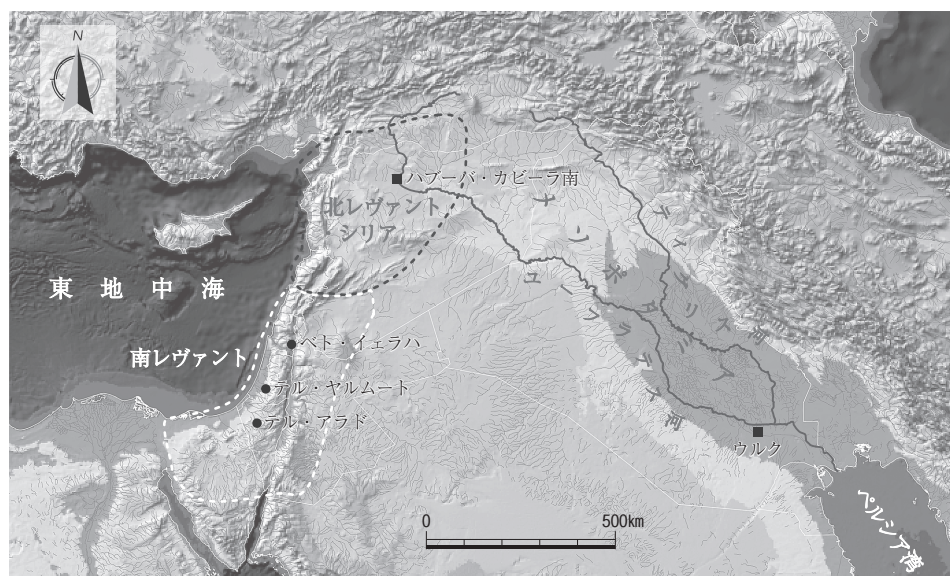 N
ハブーバ・カビーラ南
北レヴァント
シリア
メソポタミア
ティグリス河
ユーフラテス河
東地中海
南レヴァント
ベト・イェラハ
テル・ヤルムート
テル・アラド
ウルク
0 500km
ペルシア湾